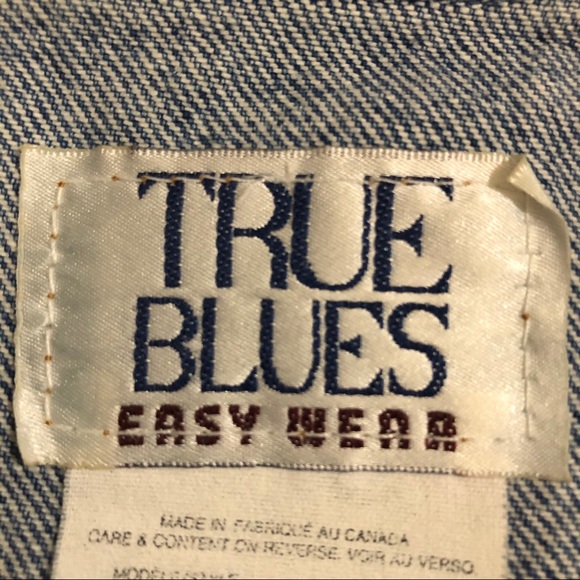 TRUE
BLUES
EASY WEAR
MADE IN FABRIQUÉ AU CANADA
CARE & CONTENT ON REVERSE. VOIR AU VERSO